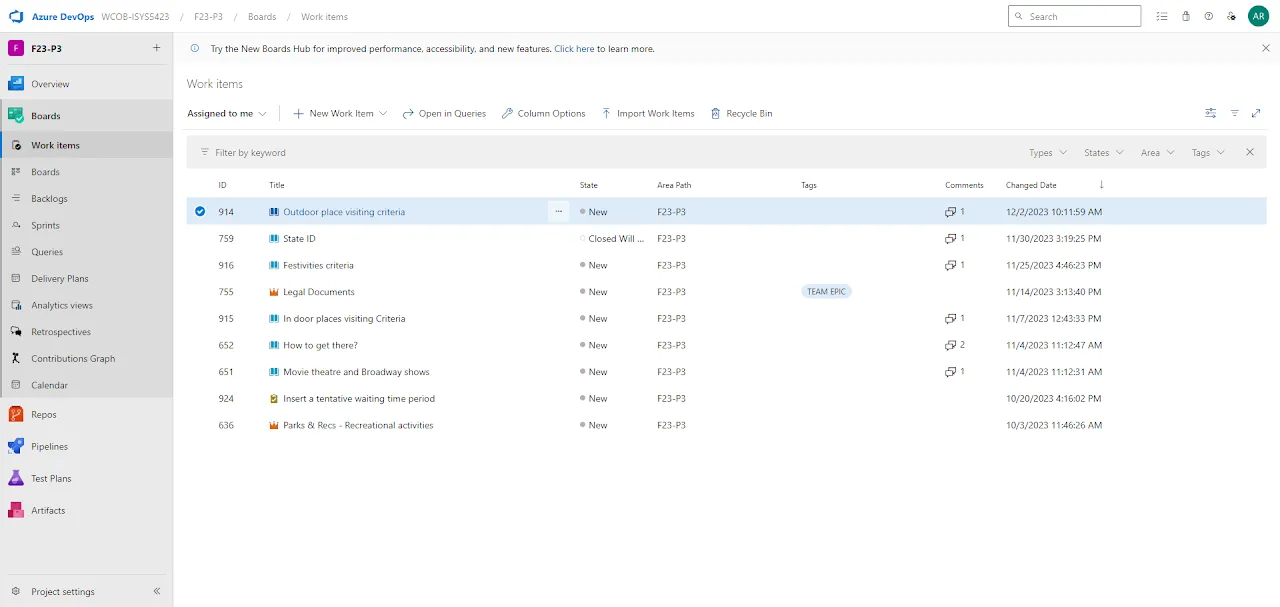 Azure DevOps WCOB-ISYS5423 / F23-P3 / Boards / Work items Search AR
F F23-P3 +
Try the New Boards Hub for improved performance, accessibility, and new features. Click here to learn more.
Overview
Boards
Work items
Boards
Backlogs
Sprints
Queries
Delivery Plans
Analytics views
Retrospectives
Contributions Graph
Calendar
Repos
Pipelines
Test Plans
Artifacts
Project settings
Work items
Assigned to me New Work Item Open in Queries Column Options Import Work Items Recycle Bin
Filter by keyword Types States Area Tags
ID Title State Area Path Tags Comments Changed Date
914 Outdoor place visiting criteria ... New F23-P3 1 12/2/2023 10:11:59 AM
759 State ID Closed Will ... F23-P3 1 11/30/2023 3:19:25 PM
916 Festivities criteria New F23-P3 1 11/25/2023 4:46:23 PM
755 Legal Documents New F23-P3 TEAM EPIC 11/14/2023 3:13:40 PM
915 In door places visiting Criteria New F23-P3 1 11/7/2023 12:43:33 PM
652 How to get there? New F23-P3 2 11/4/2023 11:12:47 AM
651 Movie theatre and Broadway shows New F23-P3 1 11/4/2023 11:12:31 AM
924 Insert a tentative waiting time period New F23-P3 10/20/2023 4:16:02 PM
636 Parks & Recs - Recreational activities New F23-P3 10/3/2023 11:46:26 AM